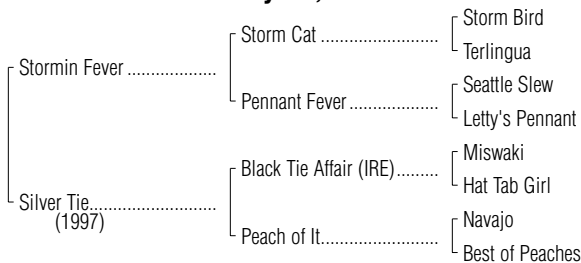 Storm Bird
Storm Cat ........................
Terlingua
Stormin Fever ...................
Seattle Slew
Pennant Fever ...................
Letty's Pennant
Miswaki
Black Tie Affair (IRE).........
Hat Tab Girl
Silver Tie...........................
(1997)
Navajo
Peach of It.........................
Best of Peaches